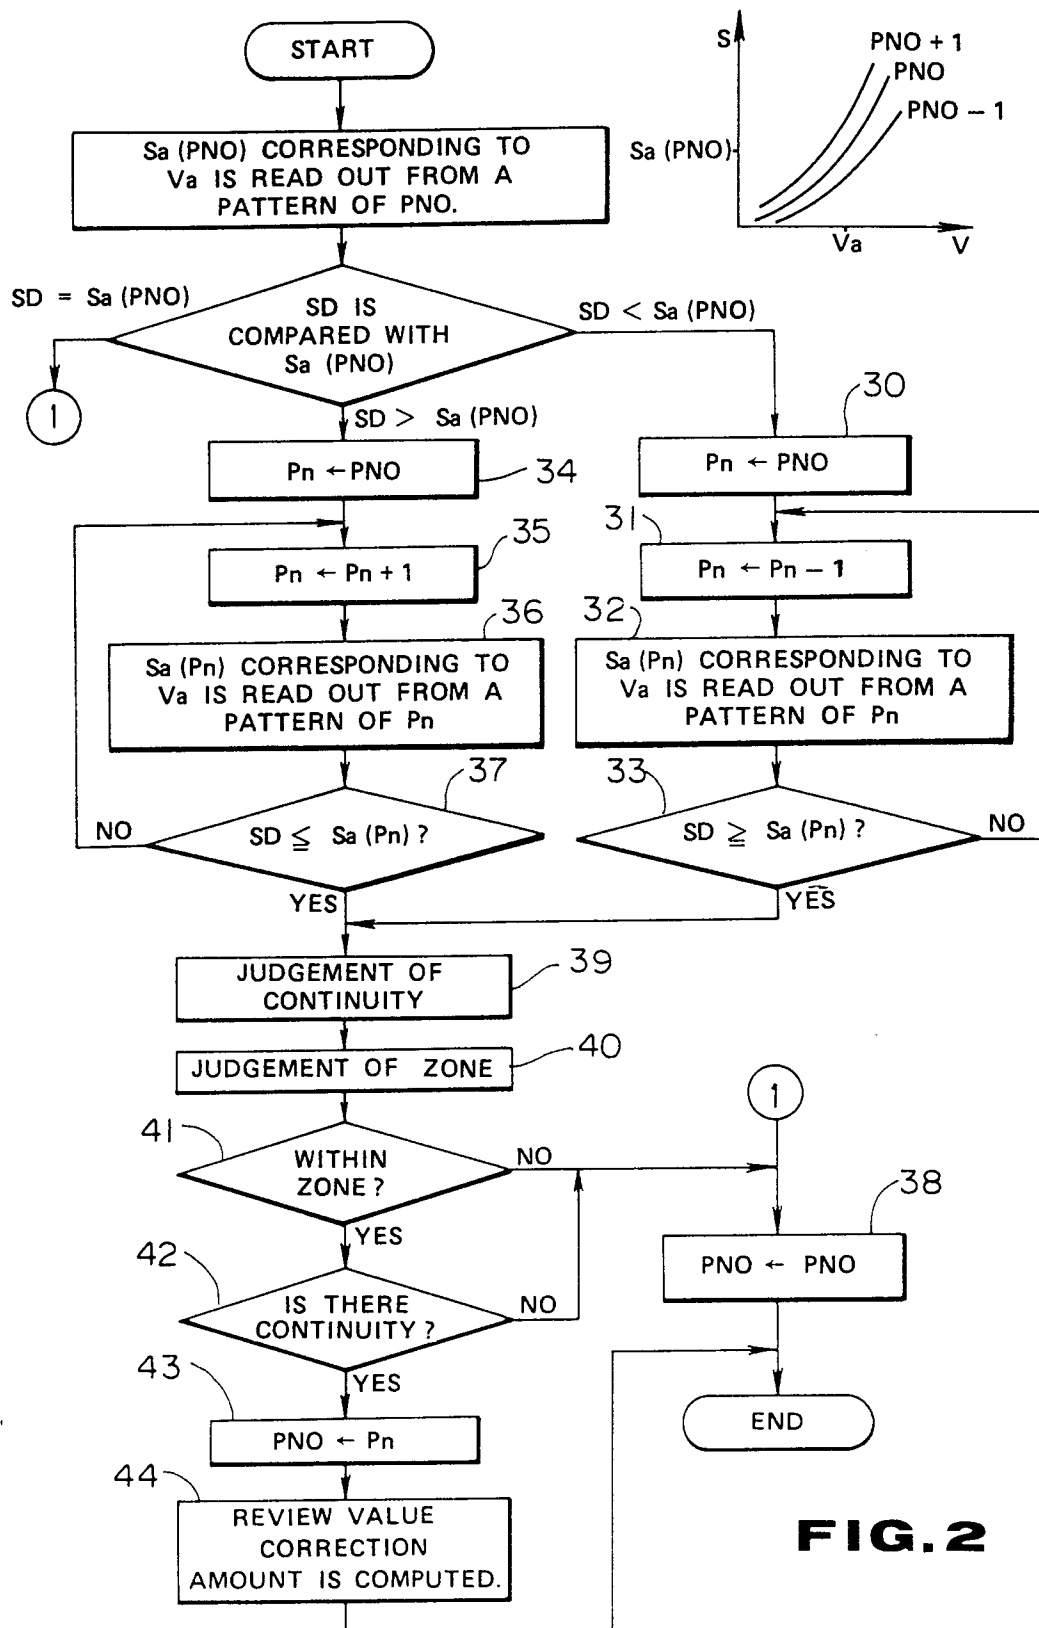 START
S
PNO + 1
PNO
PNO - 1
Sa (PNO)
Va
V
Sa (PNO) CORRESPONDING TO
Va IS READ OUT FROM A
PATTERN OF PNO.
SD = Sa (PNO)
SD IS
COMPARED WITH
Sa (PNO)
SD < Sa (PNO)
1
SD > Sa (PNO)
30
Pn ← PNO
34
Pn ← PNO
31
35
Pn ← Pn + 1
Pn ← Pn - 1
36
32
Sa (Pn) CORRESPONDING TO
Va IS READ OUT FROM A
PATTERN OF Pn
Sa (Pn) CORRESPONDING TO
Va IS READ OUT FROM A
PATTERN OF Pn
37
33
NO
SD ≦ Sa (Pn) ?
SD ≧ Sa (Pn) ?
NO
YES
YES
39
JUDGEMENT OF
CONTINUITY
40
JUDGEMENT OF ZONE
1
41
WITHIN
ZONE ?
NO
YES
38
PNO ← PNO
42
IS THERE
CONTINUITY ?
NO
YES
43
PNO ← Pn
END
44
REVIEW VALUE
CORRECTION
AMOUNT IS COMPUTED.
FIG. 2